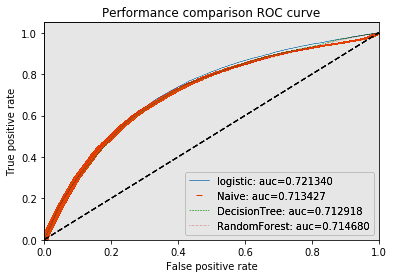 Performance comparison ROC curve
1.0
0.8
0.6
0.4
0.2
0.0
True positive rate
logistic: auc=0.721340
Naive: auc=0.713427
DecisionTree: auc=0.712918
RandomForest: auc=0.714680
0.0 0.2 0.4 0.6 0.8 1.0
False positive rate